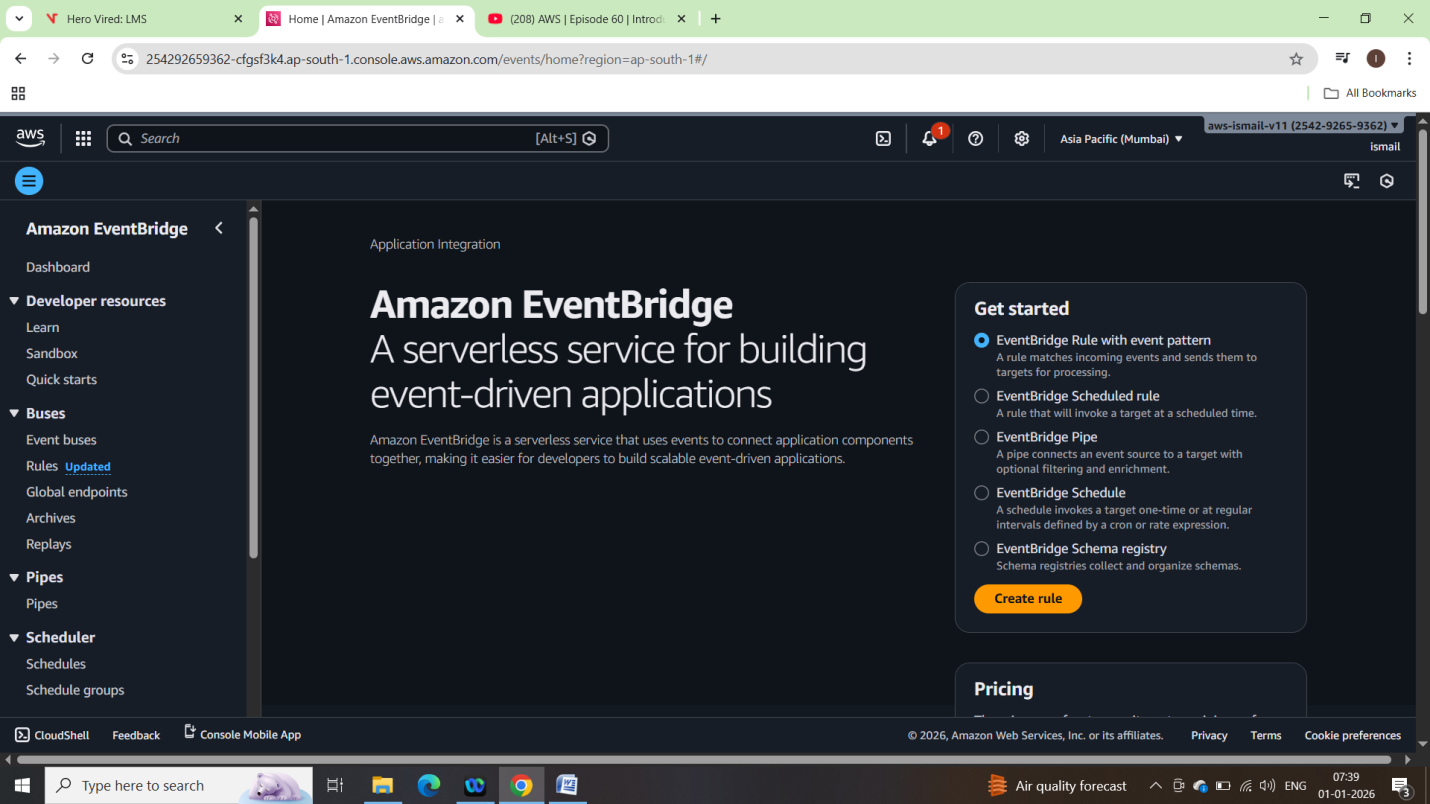 Hero Vired: LMS
Home | Amazon EventBridge | a
(208) AWS | Episode 60 | Introdu
254292659362-cfgsf3k4.ap-south-1.console.aws.amazon.com/events/home?region=ap-south-1#/
I
All Bookmarks
aws
Search
[Alt+S]
1
Asia Pacific (Mumbai)
aws-ismail-v11 (2542-9265-9362)
ismail
Amazon EventBridge
Dashboard
Developer resources
Learn
Sandbox
Quick starts
Buses
Event buses
Rules Updated
Global endpoints
Archives
Replays
Pipes
Pipes
Scheduler
Schedules
Schedule groups
Application Integration
Amazon EventBridge
A serverless service for building
event-driven applications
Amazon EventBridge is a serverless service that uses events to connect application components
together, making it easier for developers to build scalable event-driven applications.
Get started
EventBridge Rule with event pattern
A rule matches incoming events and sends them to
targets for processing.
EventBridge Scheduled rule
A rule that will invoke a target at a scheduled time.
EventBridge Pipe
A pipe connects an event source to a target with
optional filtering and enrichment.
EventBridge Schedule
A schedule invokes a target one-time or at regular
intervals defined by a cron or rate expression.
EventBridge Schema registry
Schema registries collect and organize schemas.
Create rule
Pricing
CloudShell
Feedback
Console Mobile App
© 2026, Amazon Web Services, Inc. or its affiliates.
Privacy
Terms
Cookie preferences
Type here to search
Air quality forecast
ENG
07:39
01-01-2026
3